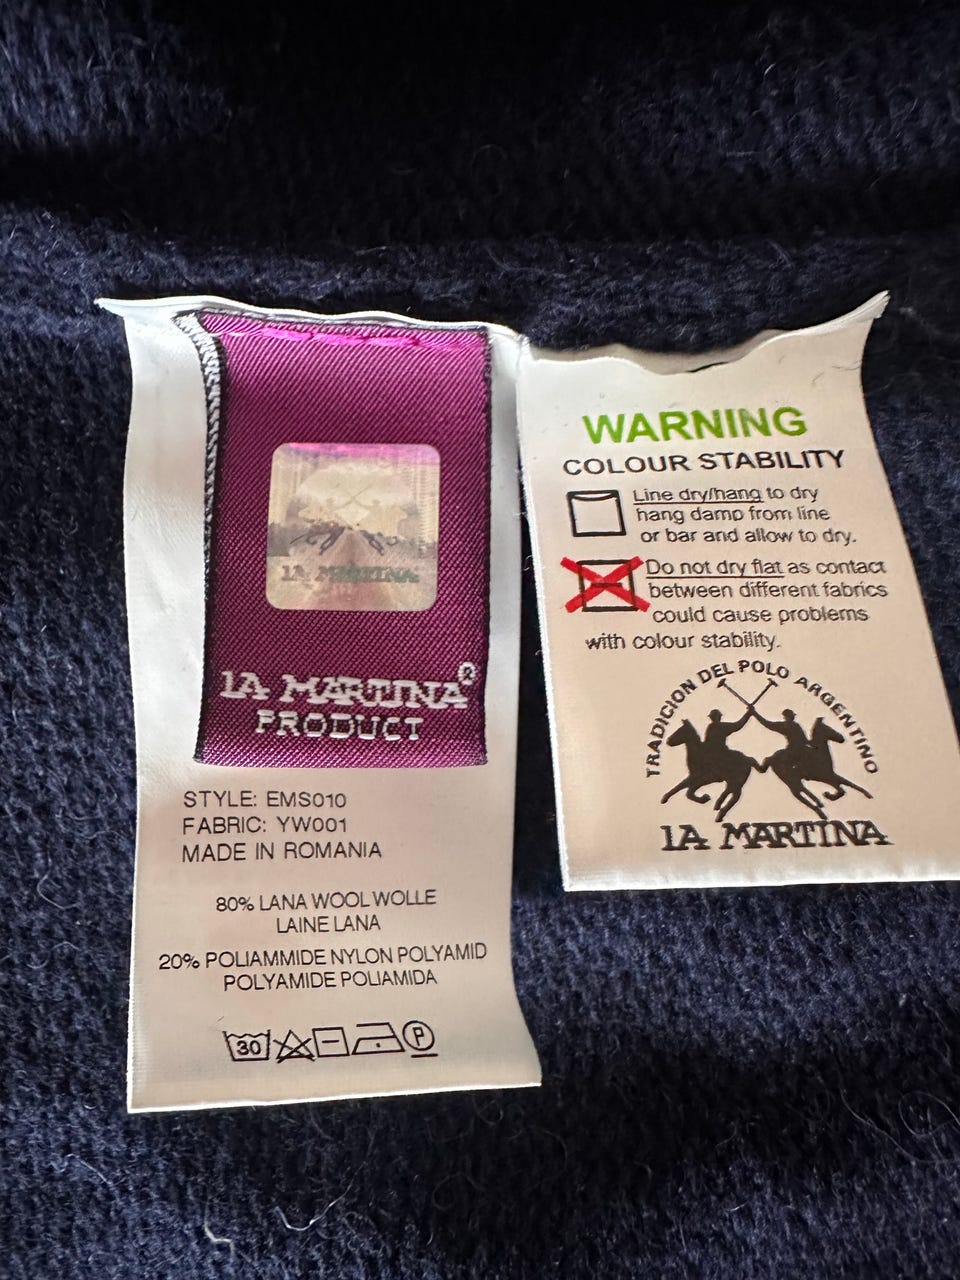 LA MARTINA
LA MARTINA®
PRODUCT
STYLE: EMS010
FABRIC: YW001
MADE IN ROMANIA
80% LANA WOOL WOLLE
LAINE LANA
20% POLIAMMIDE NYLON POLYAMID
POLYAMIDE POLIAMIDA
30
P
WARNING
COLOUR STABILITY
Line dry/hang to dry
hang damp from line
or bar and allow to dry.
Do not dry flat as contact
between different fabrics
could cause problems
with colour stability.
TRADICION DEL POLO ARGENTINO
LA MARTINA